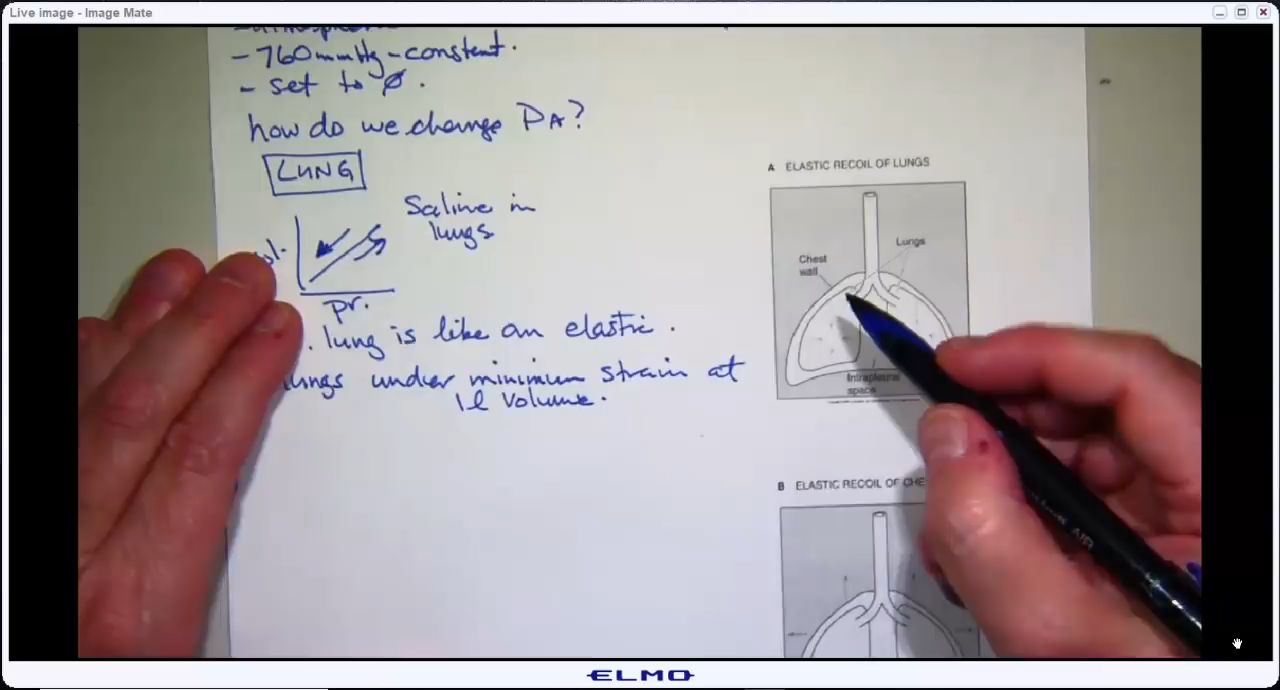 Live image - Image Mate
- 760 mmHg - constant.
- set to Ø.
how do we change PA?
LUNG
Saline in
lungs
pr.
. lung is like an elastic.
lungs under minimum strain at
1l volume.
A ELASTIC RECOIL OF LUNGS
Lungs
Chest
wall
Intrapleural
space
B ELASTIC RECOIL OF CHE
ELMO